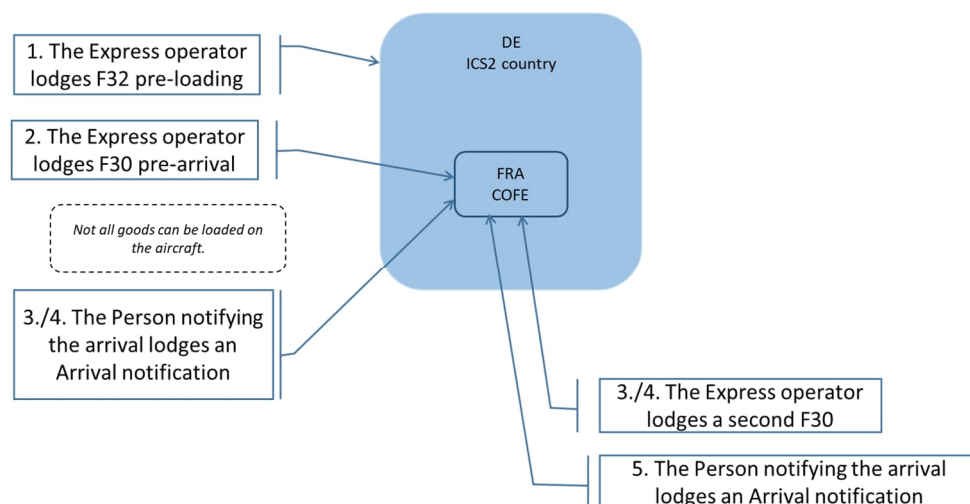 1. The Express operator
lodges F32 pre-loading
DE
ICS2 country
2. The Express operator
lodges F30 pre-arrival
FRA
COFE
Not all goods can be loaded on
the aircraft.
3./4. The Person notifying
the arrival lodges an
Arrival notification
3./4. The Express operator
lodges a second F30
5. The Person notifying the arrival
lodges an Arrival notification